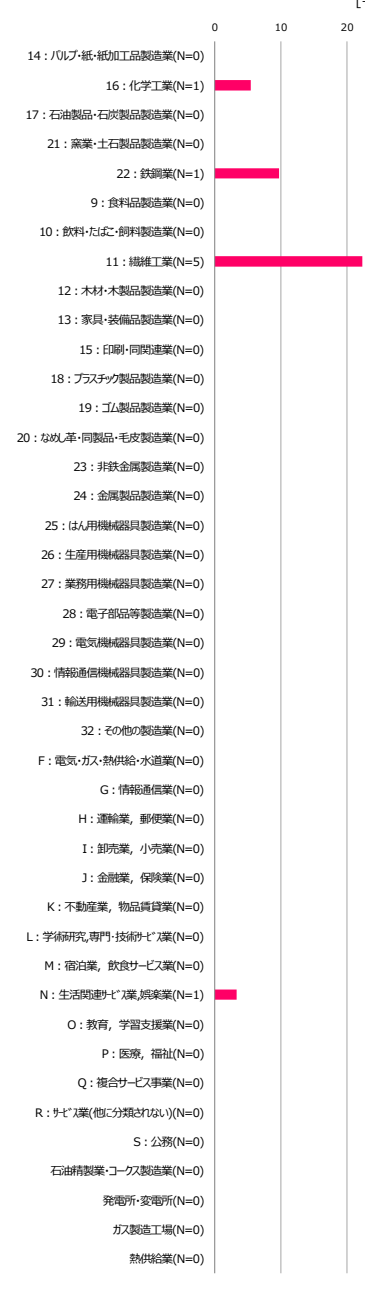 0 10 20
14：パルプ・紙・紙加工品製造業(N=0)
16：化学工業(N=1)
17：石油製品・石炭製品製造業(N=0)
21：窯業・土石製品製造業(N=0)
22：鉄鋼業(N=1)
9：食料品製造業(N=0)
10：飲料・たばこ・飼料製造業(N=0)
11：繊維工業(N=5)
12：木材・木製品製造業(N=0)
13：家具・装備品製造業(N=0)
15：印刷・同関連業(N=0)
18：プラスチック製品製造業(N=0)
19：ゴム製品製造業(N=0)
20：なめし革・同製品・毛皮製造業(N=0)
23：非鉄金属製造業(N=0)
24：金属製品製造業(N=0)
25：はん用機械器具製造業(N=0)
26：生産用機械器具製造業(N=0)
27：業務用機械器具製造業(N=0)
28：電子部品等製造業(N=0)
29：電気機械器具製造業(N=0)
30：情報通信機械器具製造業(N=0)
31：輸送用機械器具製造業(N=0)
32：その他の製造業(N=0)
F：電気・ガス・熱供給・水道業(N=0)
G：情報通信業(N=0)
H：運輸業，郵便業(N=0)
I：卸売業，小売業(N=0)
J：金融業，保険業(N=0)
K：不動産業，物品賃貸業(N=0)
L：学術研究,専門・技術ｻｰﾋﾞｽ業(N=0)
M：宿泊業，飲食サービス業(N=0)
N：生活関連ｻｰﾋﾞｽ業,娯楽業(N=1)
O：教育，学習支援業(N=0)
P：医療，福祉(N=0)
Q：複合サービス事業(N=0)
R：ｻｰﾋﾞｽ業(他に分類されない)(N=0)
S：公務(N=0)
石油精製業・コークス製造業(N=0)
発電所・変電所(N=0)
ガス製造工場(N=0)
熱供給業(N=0)